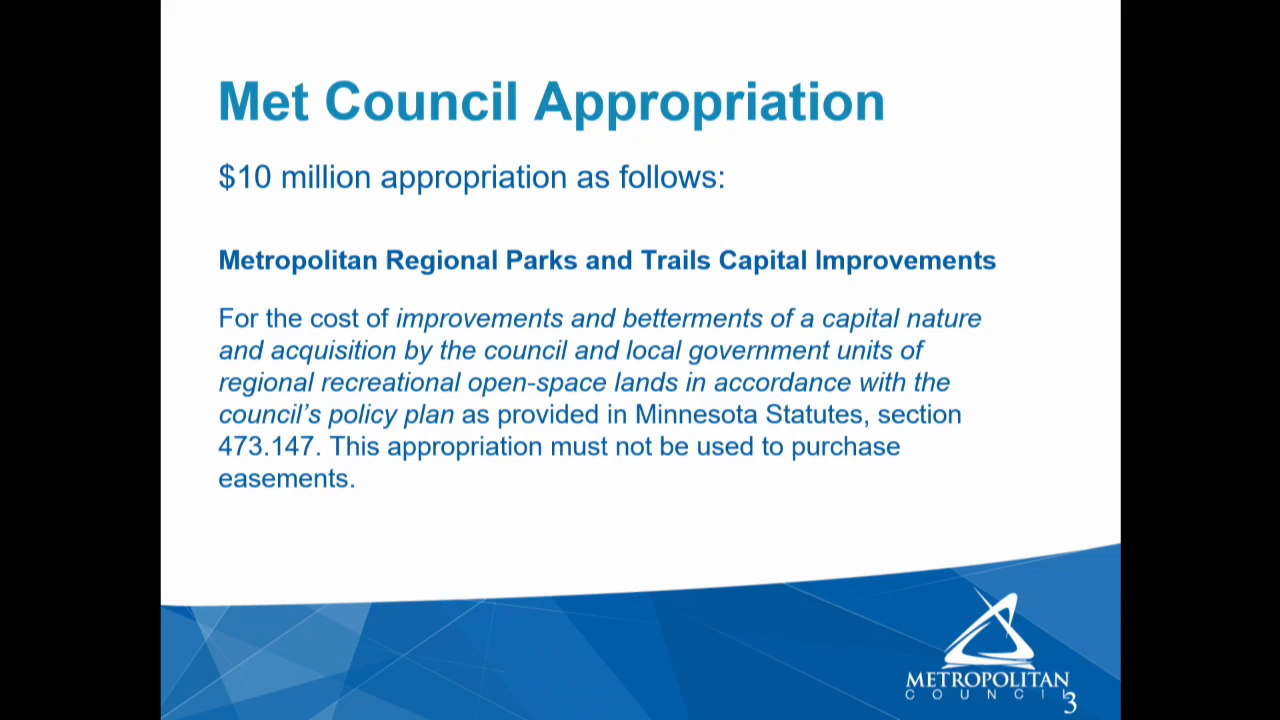 Met Council Appropriation
$10 million appropriation as follows:
Metropolitan Regional Parks and Trails Capital Improvements
For the cost of improvements and betterments of a capital nature
and acquisition by the council and local government units of
regional recreational open-space lands in accordance with the
council’s policy plan as provided in Minnesota Statutes, section
473.147. This appropriation must not be used to purchase
easements.
METROPOLITAN
COUNCIL
3